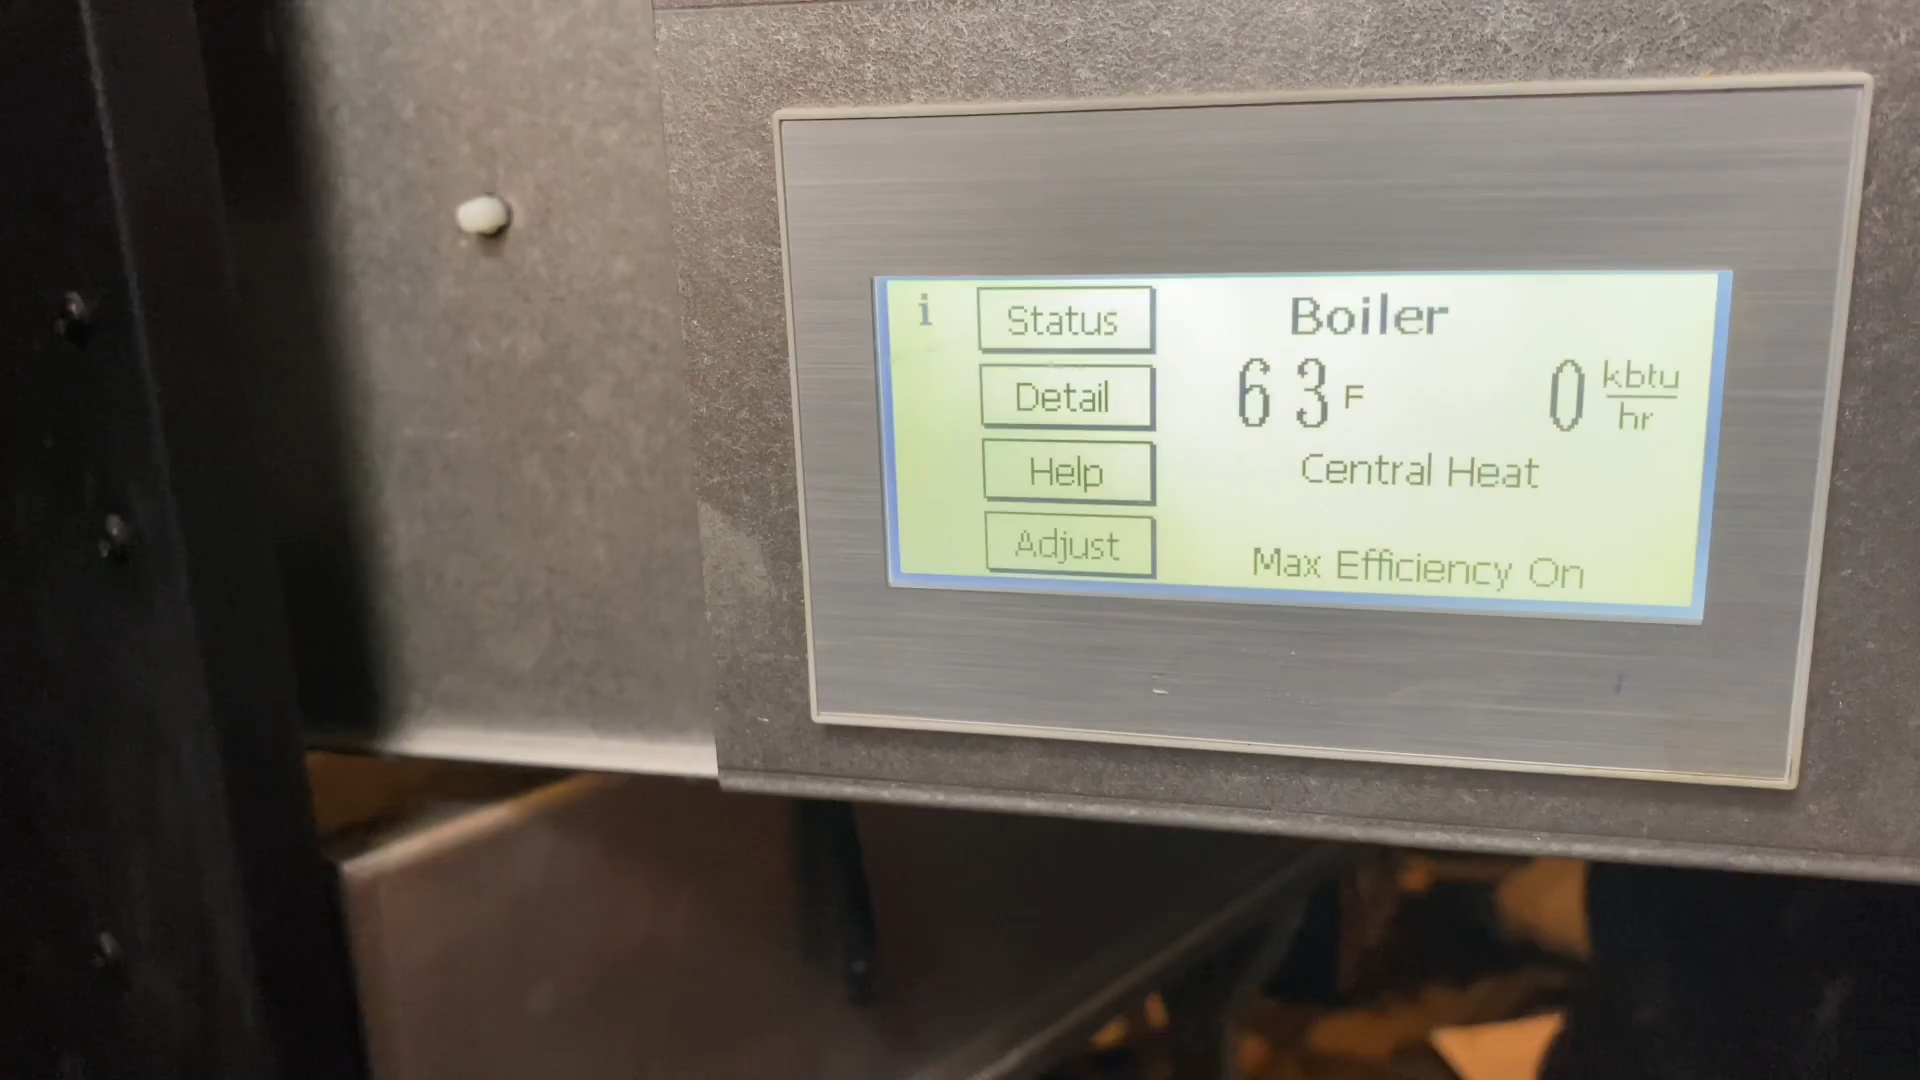 i
Status
Detail
Help
Adjust
Boiler
63 F
0 kbtu
hr
Central Heat
Max Efficiency On